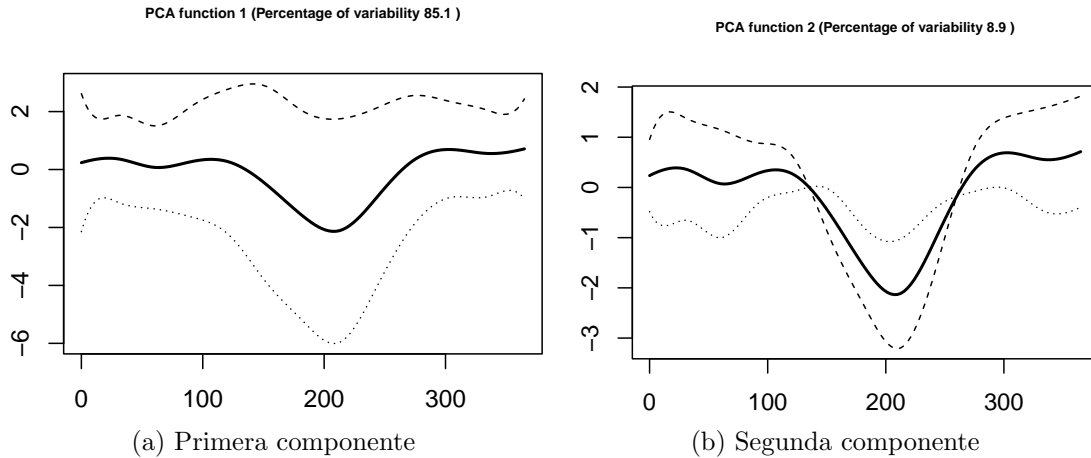 PCA function 1 (Percentage of variability 85.1 )
2
0
−2
−4
−6
0 100 200 300
(a) Primera componente
PCA function 2 (Percentage of variability 8.9 )
2
1
0
−1
−2
−3
0 100 200 300
(b) Segunda componente